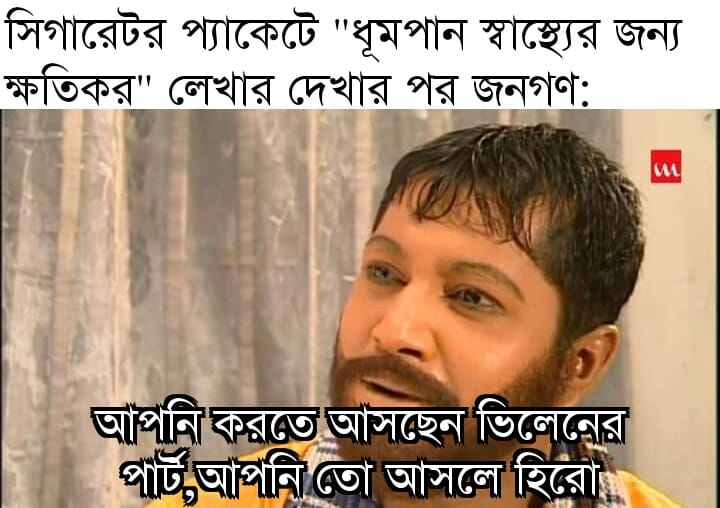 সিগারেটর প্যাকেটে "ধূমপান স্বাস্থ্যের জন্য
ক্ষতিকর" লেখার দেখার পর জনগণ:
আপনি করতে আসছেন ভিলেনের
পার্ট,আপনি তো আসলে হিরো